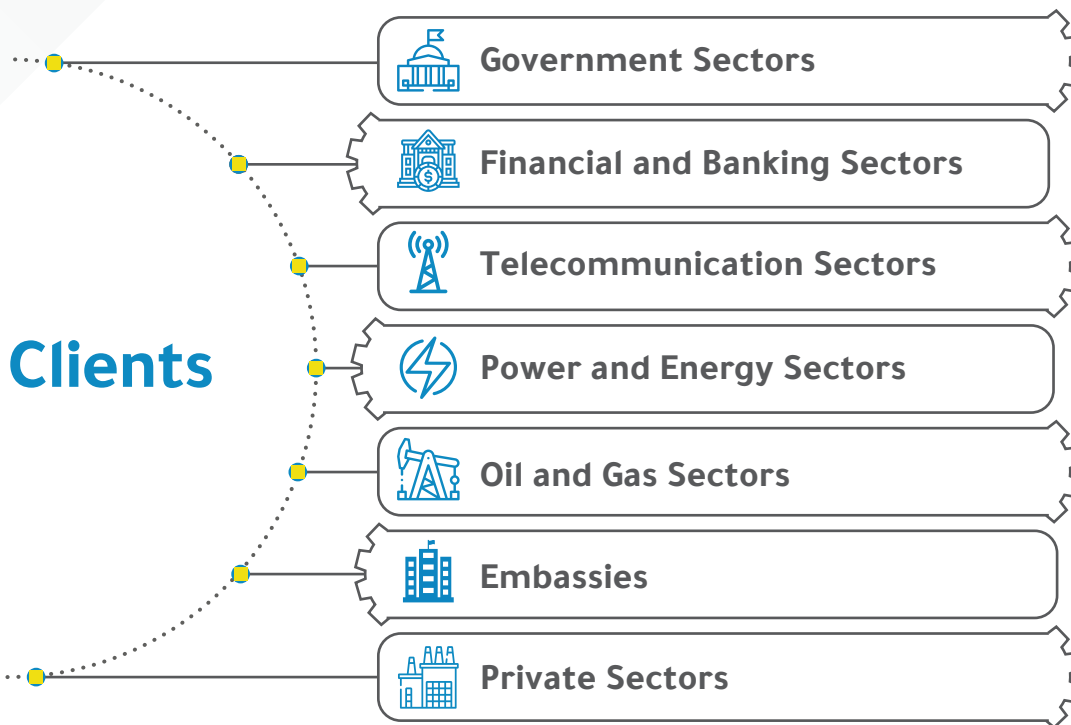 Clients
Government Sectors
Financial and Banking Sectors
Telecommunication Sectors
Power and Energy Sectors
Oil and Gas Sectors
Embassies
Private Sectors